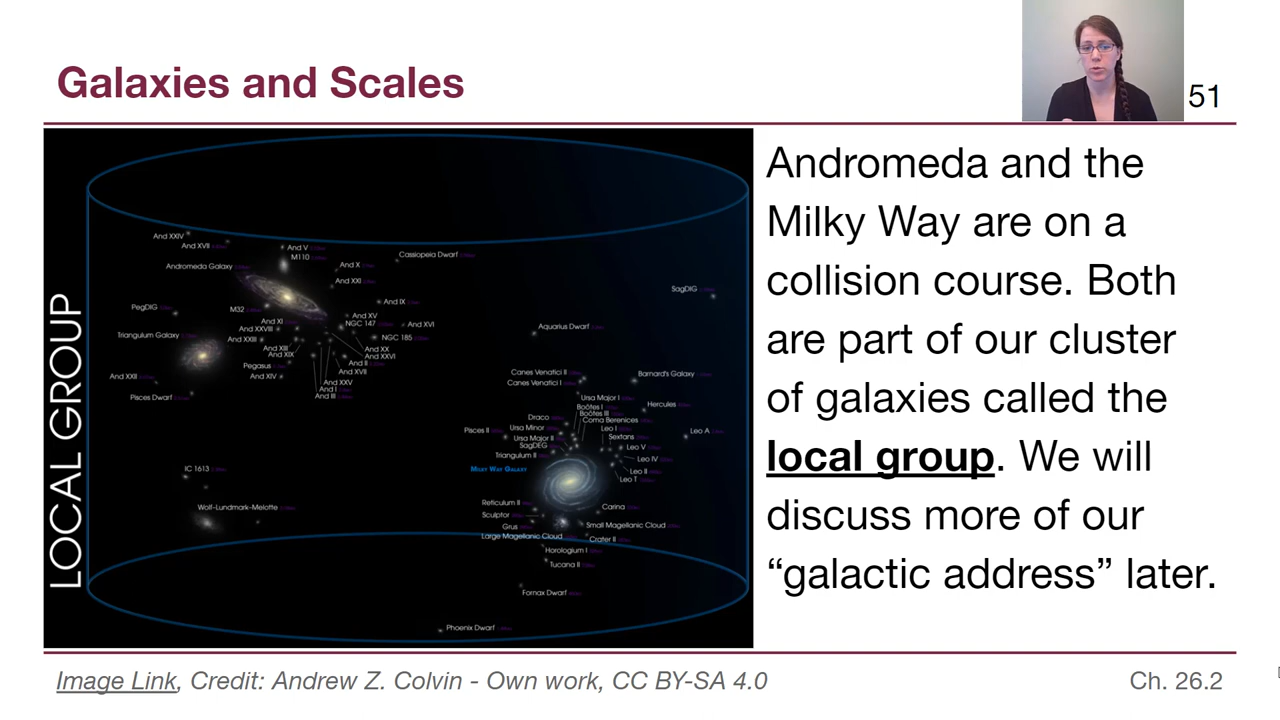 Galaxies and Scales
51
LOCAL GROUP
And XXIV
And XVII
And V
M110
Cassiopeia Dwarf
Andromeda Galaxy
And X
And XXI
SagDIG
PegDIG
M32
And IX
And XI
And XV
NGC 147
And XVI
Aquarius Dwarf
Triangulum Galaxy
And XXVIII
And XXIII
NGC 185
And XIII
And XIX
And XX
And XXVI
Pegasus
And II
And XVII
And XXII
And XIV
And XXV
And I
And III
Pisces Dwarf
Canes Venatici II
Canes Venatici I
Barnard's Galaxy
Ursa Major I
Boötes I
Boötes III
Hercules
Draco
Coma Berenices
Pisces II
Ursa Minor
Leo I
Leo A
Ursa Major II
Sextans
SagDEG
Leo V
Triangulum II
Leo IV
IC 1613
Milky Way Galaxy
Leo II
Leo T
Reticulum II
Carina
Wolf-Lundmark-Melotte
Sculptor
Grus
Small Magellanic Cloud
Large Magellanic Cloud
Crater II
Horologium I
Tucana II
Fornax Dwarf
Phoenix Dwarf
Andromeda and the
Milky Way are on a
collision course. Both
are part of our cluster
of galaxies called the
local group. We will
discuss more of our
“galactic address” later.
Image Link, Credit: Andrew Z. Colvin - Own work, CC BY-SA 4.0
Ch. 26.2